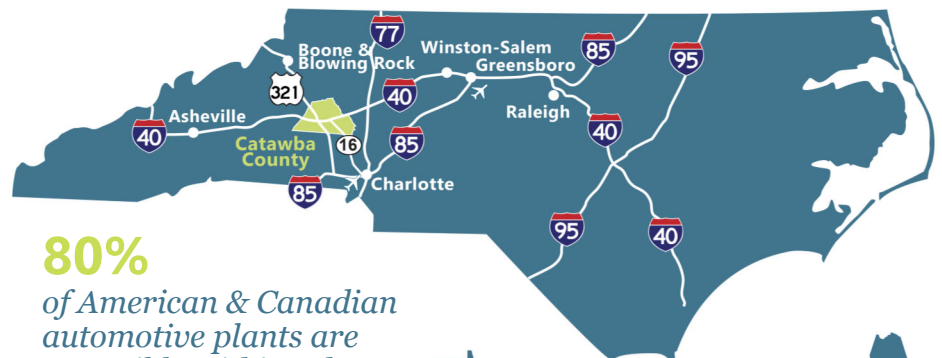 77
Boone &
Blowing Rock
Winston-Salem
Greensboro
85
95
321
40
Asheville
40
Raleigh
40
Catawba
County
16
85
85
Charlotte
95
40
80%
of American & Canadian
automotive plants are